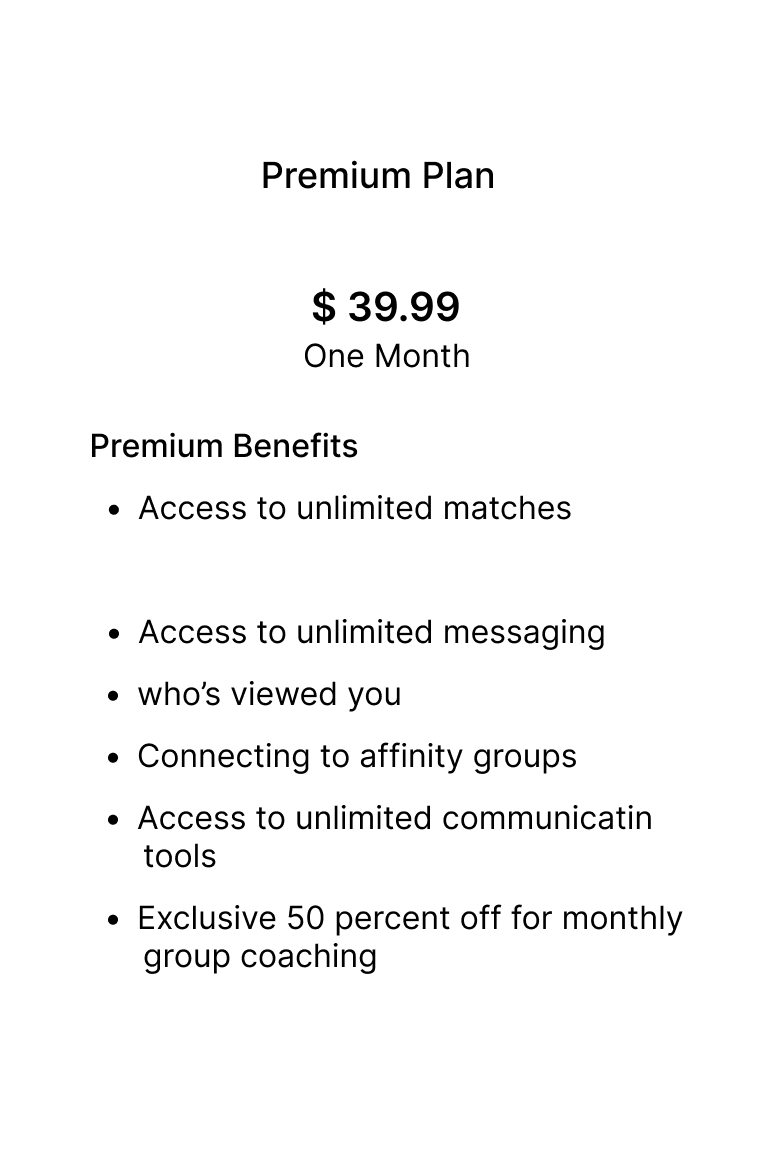 Premium Plan
$ 39.99
One Month
Premium Benefits
• Access to unlimited matches
• Access to unlimited messaging
• who’s viewed you
• Connecting to affinity groups
• Access to unlimited communicatin
tools
• Exclusive 50 percent off for monthly
group coaching